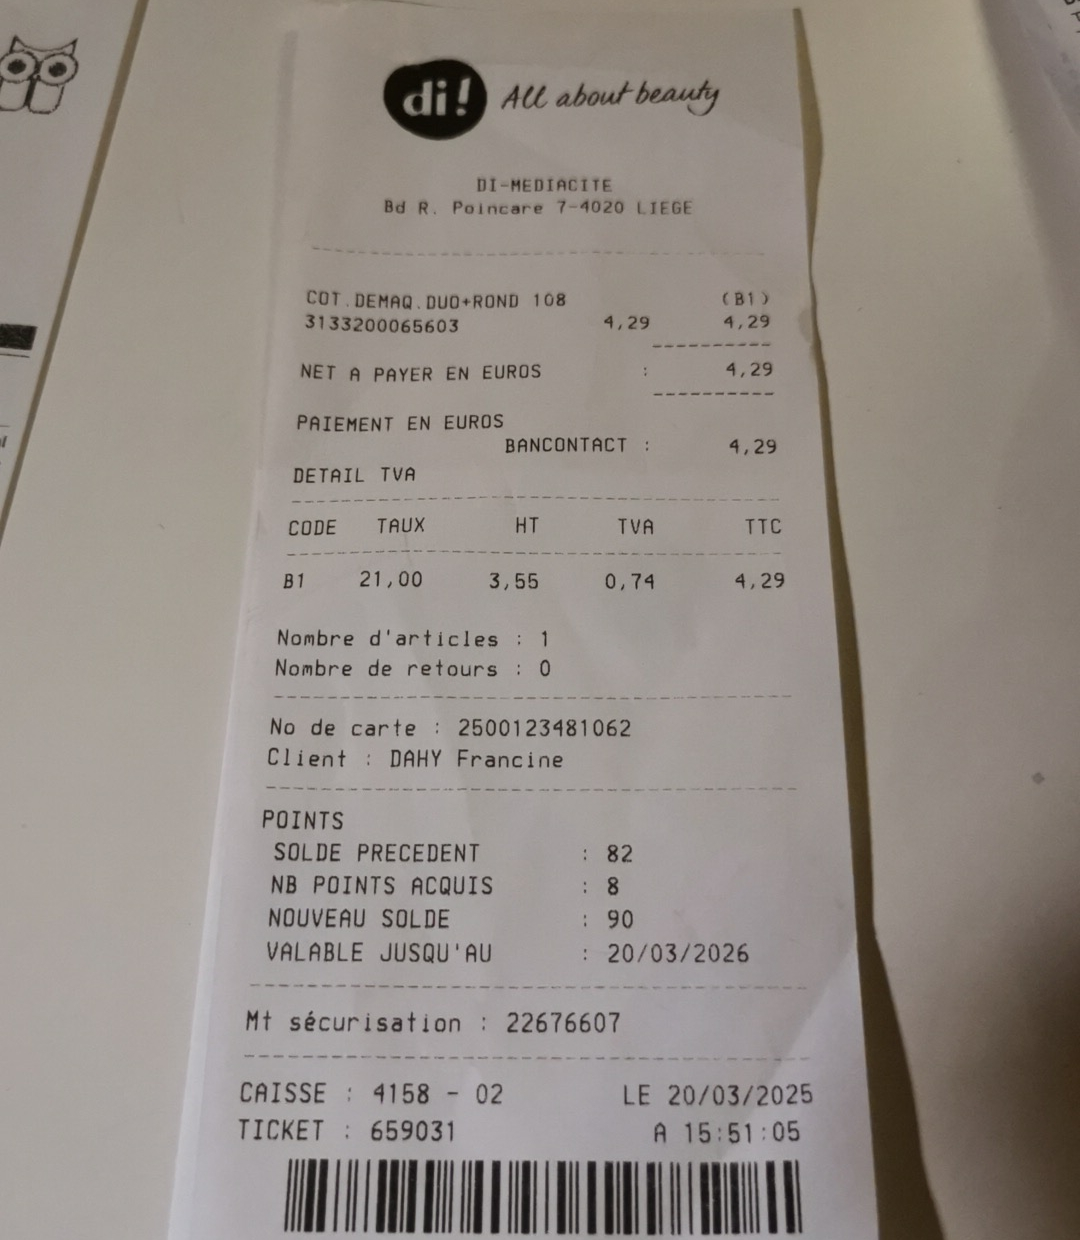 di! All about beauty
DI-MEDIACITE
Bd R. Poincare 7-4020 LIEGE
COT.DEMAQ.DUO+ROND 108 (B1)
3133200065603 4,29 4,29
NET A PAYER EN EUROS : 4,29
PAIEMENT EN EUROS
BANCONTACT : 4,29
DETAIL TVA
CODE TAUX HT TVA TTC
B1 21,00 3,55 0,74 4,29
Nombre d'articles : 1
Nombre de retours : 0
No de carte : 2500123481062
Client : DAHY Francine
POINTS
SOLDE PRECEDENT : 82
NB POINTS ACQUIS : 8
NOUVEAU SOLDE : 90
VALABLE JUSQU'AU : 20/03/2026
Mt sécurisation : 22676607
CAISSE : 4158 - 02 LE 20/03/2025
TICKET : 659031 A 15:51:05